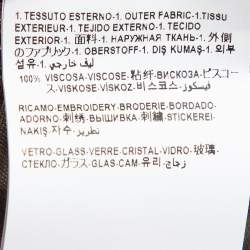 1. TESSUTO ESTERNO-1. OUTER FABRIC-1.TISSU
EXTERIEUR-1. TEJIDO EXTERNO-1. TECIDO
EXTERIOR-1. 面料-1. НАРУЖНАЯ ТКАНЬ-1. 外側
のファブリック-1. OBERSTOFF-1. DIŞ KUMAŞ-1. 외부
섬유-1. ليف خارجي
100% VISCOSA-VISCOSE-粘纤-ВИСКОЗА-ビスコー
ス-VISKOSE-VİSKOZ-비스코스-فيسكوز
RICAMO-EMBROIDERY-BRODERIE-BORDADO-
ADORNO-刺绣-ВЫШИВКА-刺繍-STICKEREI-
NAKIŞ-자수-تطريز
VETRO-GLASS-VERRE-CRISTAL-VIDRO-玻璃-
СТЕКЛО-ガラス-GLAS-CAM-유리-زجاج